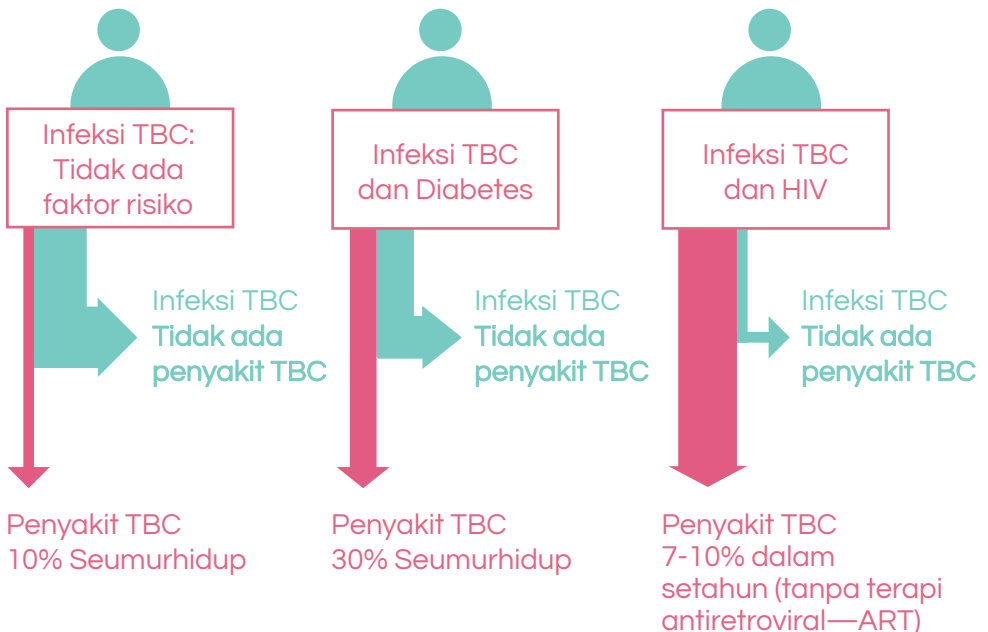 Infeksi TBC:
Tidak ada
faktor risiko
Infeksi TBC
dan Diabetes
Infeksi TBC
dan HIV
Infeksi TBC
Tidak ada
penyakit TBC
Infeksi TBC
Tidak ada
penyakit TBC
Infeksi TBC
Tidak ada
penyakit TBC
Penyakit TBC
10% Seumurhidup
Penyakit TBC
30% Seumurhidup
Penyakit TBC
7-10% dalam
setahun (tanpa terapi
antiretroviral—ART)